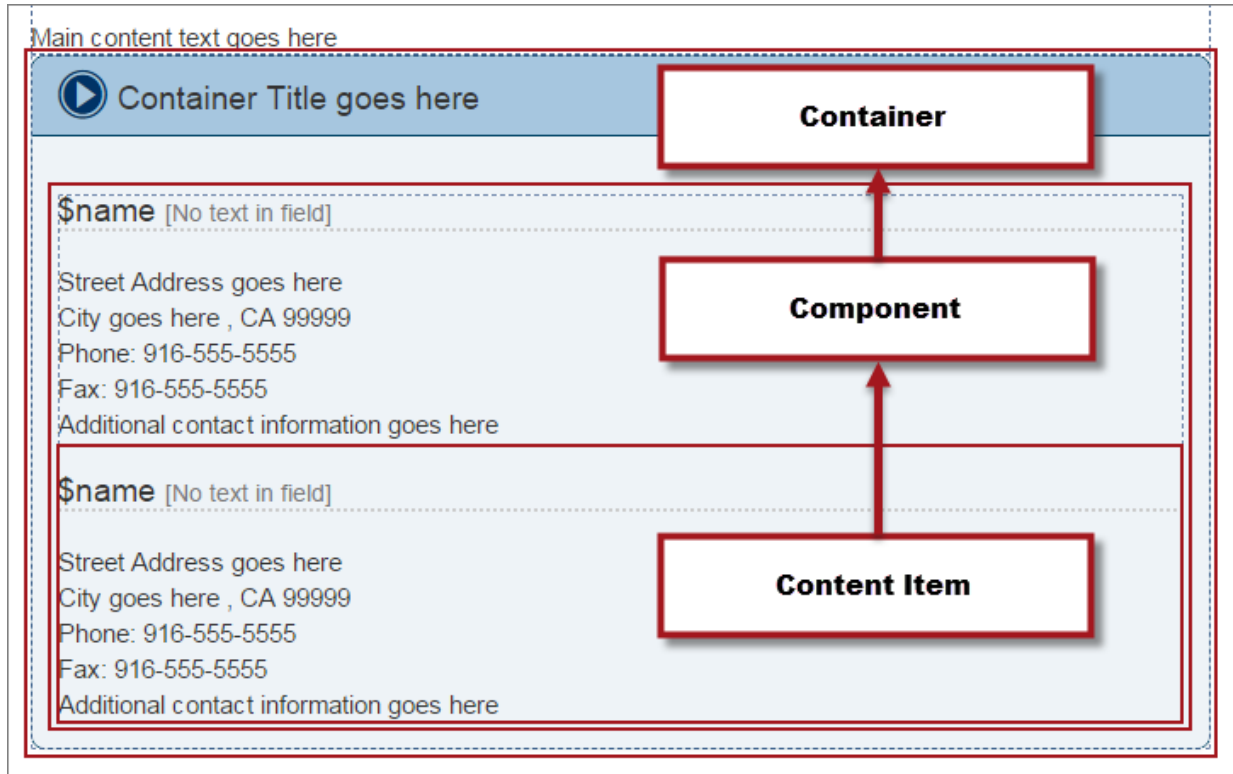 Main content text goes here
Container Title goes here
Container
$name [No text in field]
Street Address goes here
City goes here , CA 99999
Component
Phone: 916-555-5555
Fax: 916-555-5555
Additional contact information goes here
$name [No text in field]
Street Address goes here
City goes here , CA 99999
Content Item
Phone: 916-555-5555
Fax: 916-555-5555
Additional contact information goes here